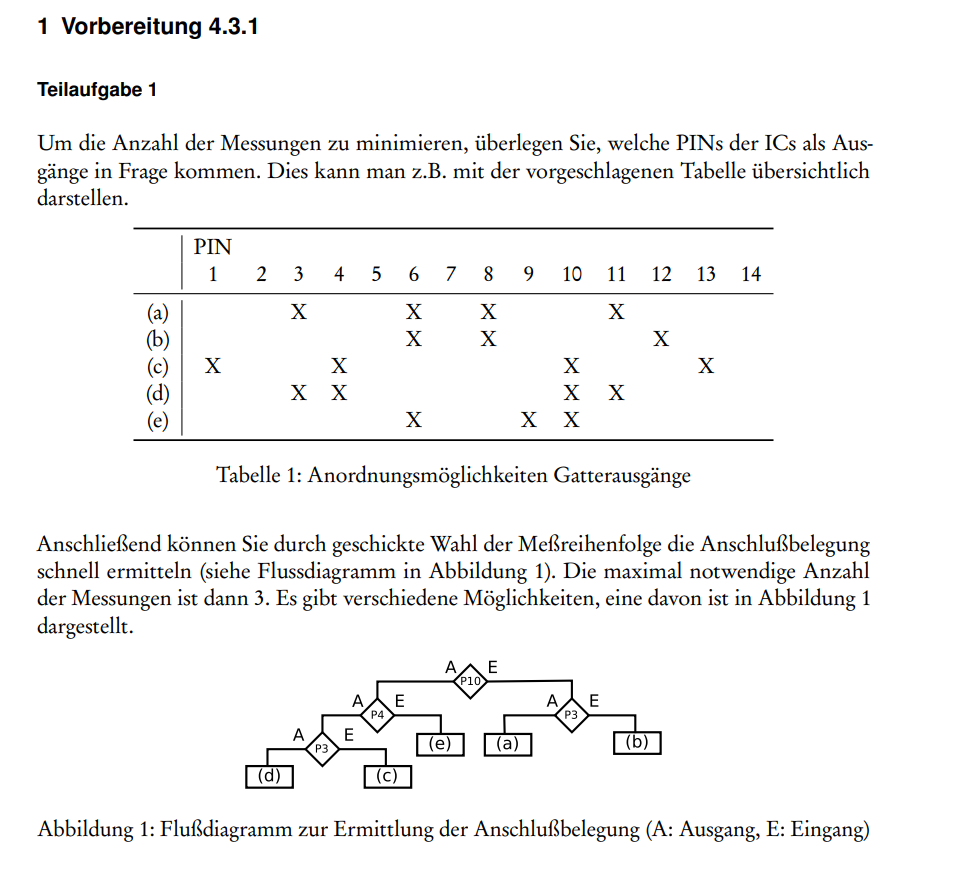 1 Vorbereitung 4.3.1
Teilaufgabe 1
Um die Anzahl der Messungen zu minimieren, überlegen Sie, welche PINs der ICs als Aus-
gänge in Frage kommen. Dies kann man z.B. mit der vorgeschlagenen Tabelle übersichtlich
darstellen.
PIN
1 2 3 4 5 6 7 8 9 10 11 12 13 14
(a) X X X X
(b) X X X
(c) X X X X
(d) X X X X
(e) X X X
Tabelle 1: Anordnungsmöglichkeiten Gatterausgänge
Anschließend können Sie durch geschickte Wahl der Meßreihenfolge die Anschlußbelegung
schnell ermitteln (siehe Flussdiagramm in Abbildung 1). Die maximal notwendige Anzahl
der Messungen ist dann 3. Es gibt verschiedene Möglichkeiten, eine davon ist in Abbildung 1
dargestellt.
A E
P10
A E A E
P4 P3
A E (e) (a) (b)
P3
(d) (c)
Abbildung 1: Flußdiagramm zur Ermittlung der Anschlußbelegung (A: Ausgang, E: Eingang)